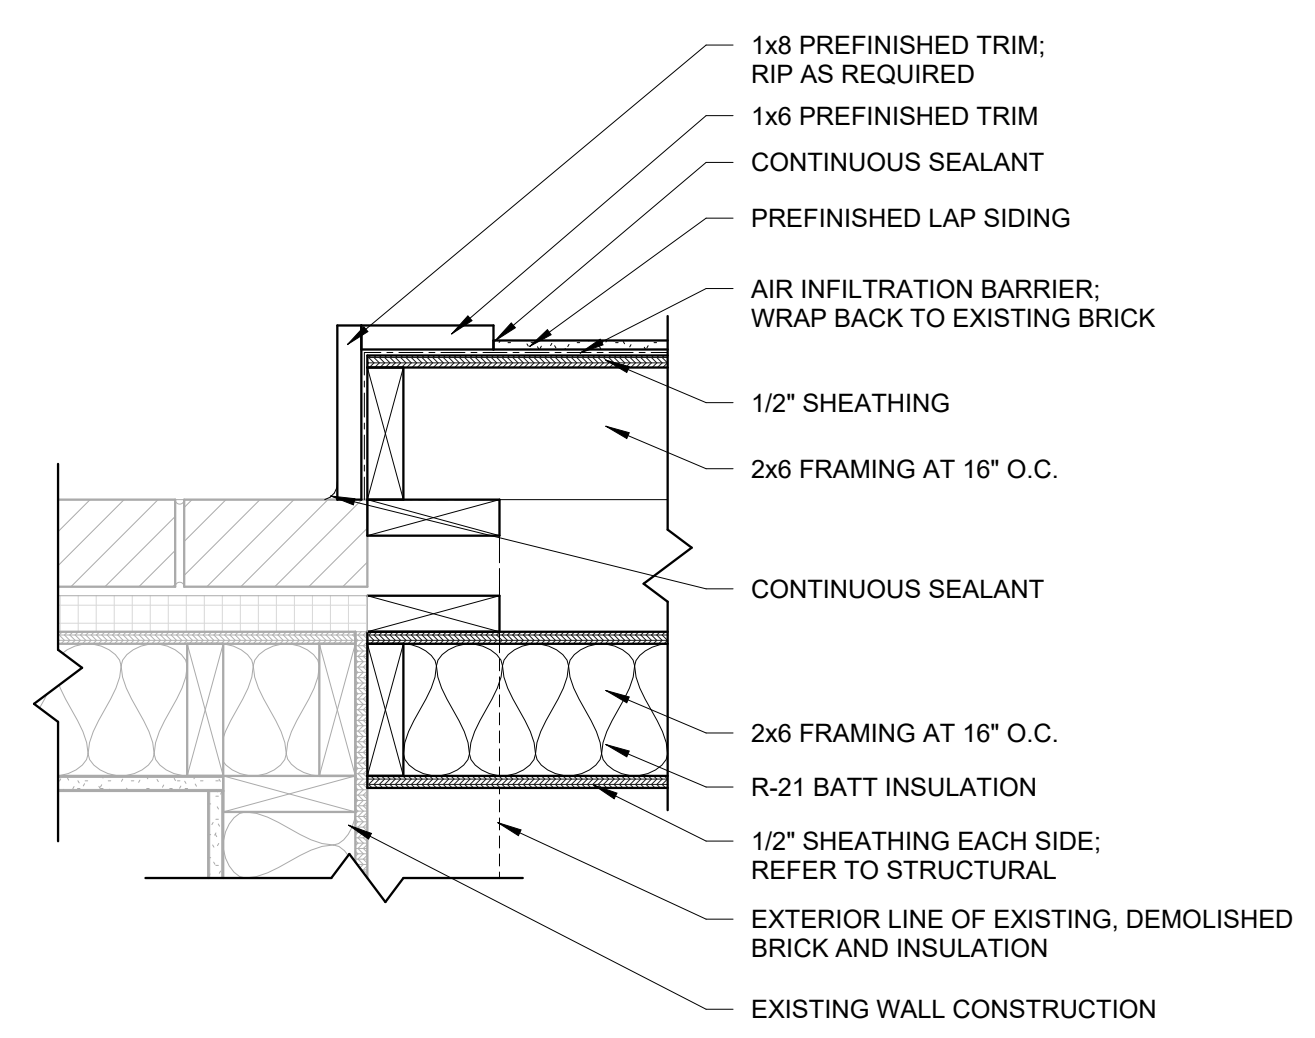 1x8 PREFINISHED TRIM;
RIP AS REQUIRED
1x6 PREFINISHED TRIM
CONTINUOUS SEALANT
PREFINISHED LAP SIDING
AIR INFILTRATION BARRIER;
WRAP BACK TO EXISTING BRICK
1/2" SHEATHING
2x6 FRAMING AT 16" O.C.
CONTINUOUS SEALANT
2x6 FRAMING AT 16" O.C.
R-21 BATT INSULATION
1/2" SHEATHING EACH SIDE;
REFER TO STRUCTURAL
EXTERIOR LINE OF EXISTING, DEMOLISHED
BRICK AND INSULATION
EXISTING WALL CONSTRUCTION